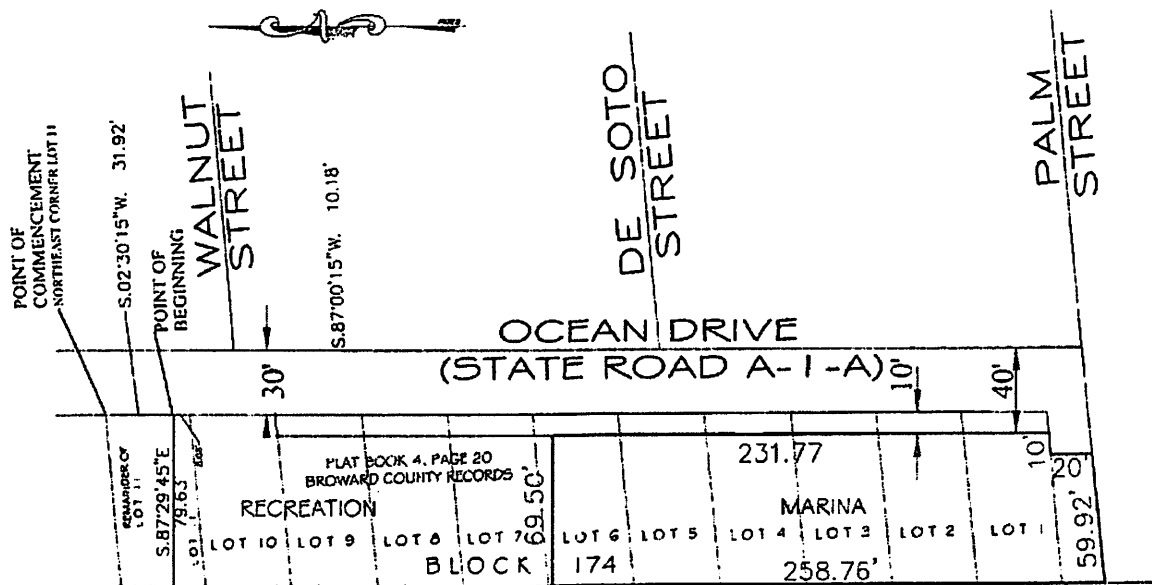 POINT OF
COMMENCEMENT
NORTHEAST CORNER LOT 11
S.02°30'15"W. 31.92'
POINT OF
BEGINNING
WALNUT
STREET
S.87°00'15"W. 10.18'
DE SOTO
STREET
PALM
STREET
OCEAN DRIVE
(STATE ROAD A-1-A)
30'
10'
40'
REMAINDER OF
LOT 11
S.87°29'45"E
79.63
PLAT BOOK 4, PAGE 20
BROWARD COUNTY RECORDS
RECREATION
69.50'
231.77
MARINA
10'
20'
59.92'
LOT 10
LOT 9
LOT 8
LOT 7
LOT 6
LOT 5
LOT 4
LOT 3
LOT 2
LOT 1
BLOCK 174
258.76'